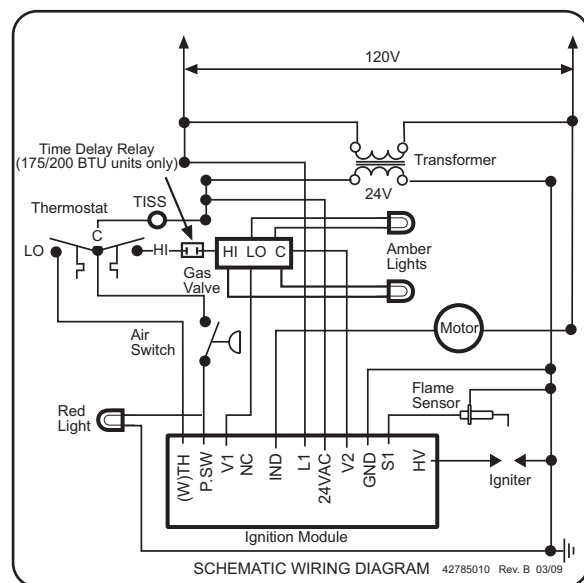 120V
Time Delay Relay
(175/200 BTU units only)
Transformer
24V
Thermostat
TISS
C
LO
HI
HI LO C
Gas
Valve
Amber
Lights
Air
Switch
Motor
Flame
Sensor
Red
Light
(W)TH
P.SW
V1
NC
IND
L1
24VAC
V2
GND
S1
HV
Igniter
Ignition Module
SCHEMATIC WIRING DIAGRAM 42785010 Rev. B 03/09